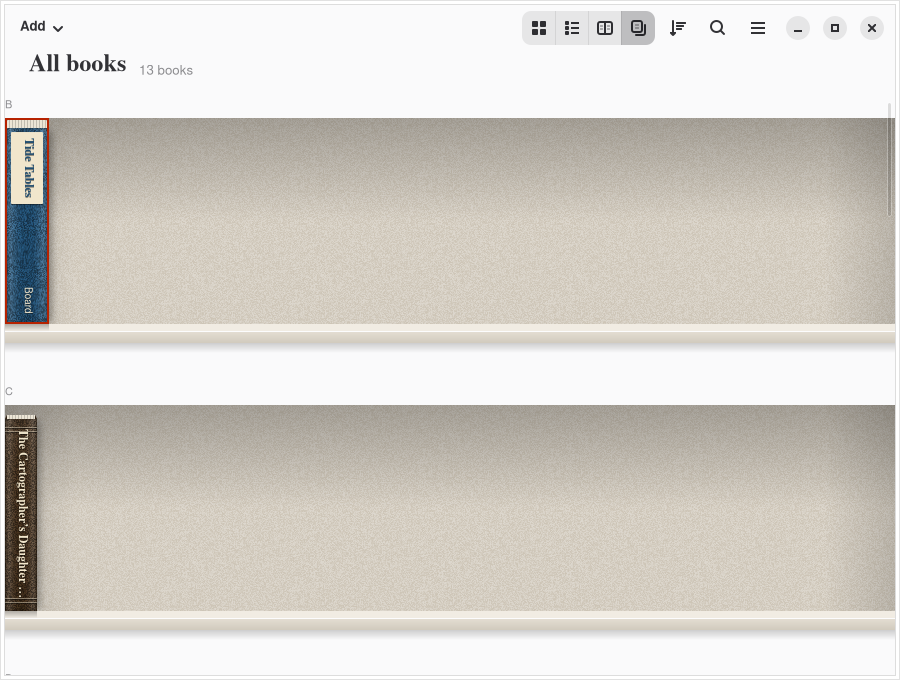 Add
All books
13 books
B
Tide Tables
Board
C
The Cartographer's Daughter ...